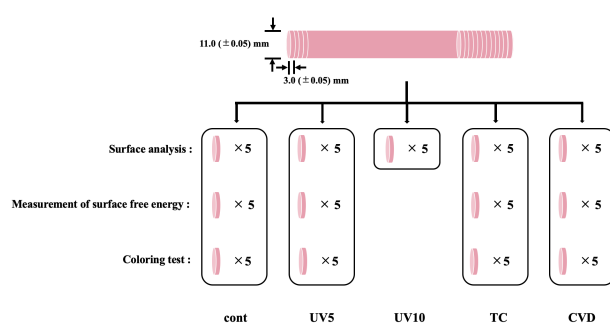 11.0 (±0.05) mm
3.0 (±0.05) mm
Surface analysis : ×5 ×5 ×5 ×5 ×5
Measurement of surface free energy : ×5 ×5 ×5 ×5
Coloring test : ×5 ×5 ×5 ×5
cont UV5 UV10 TC CVD